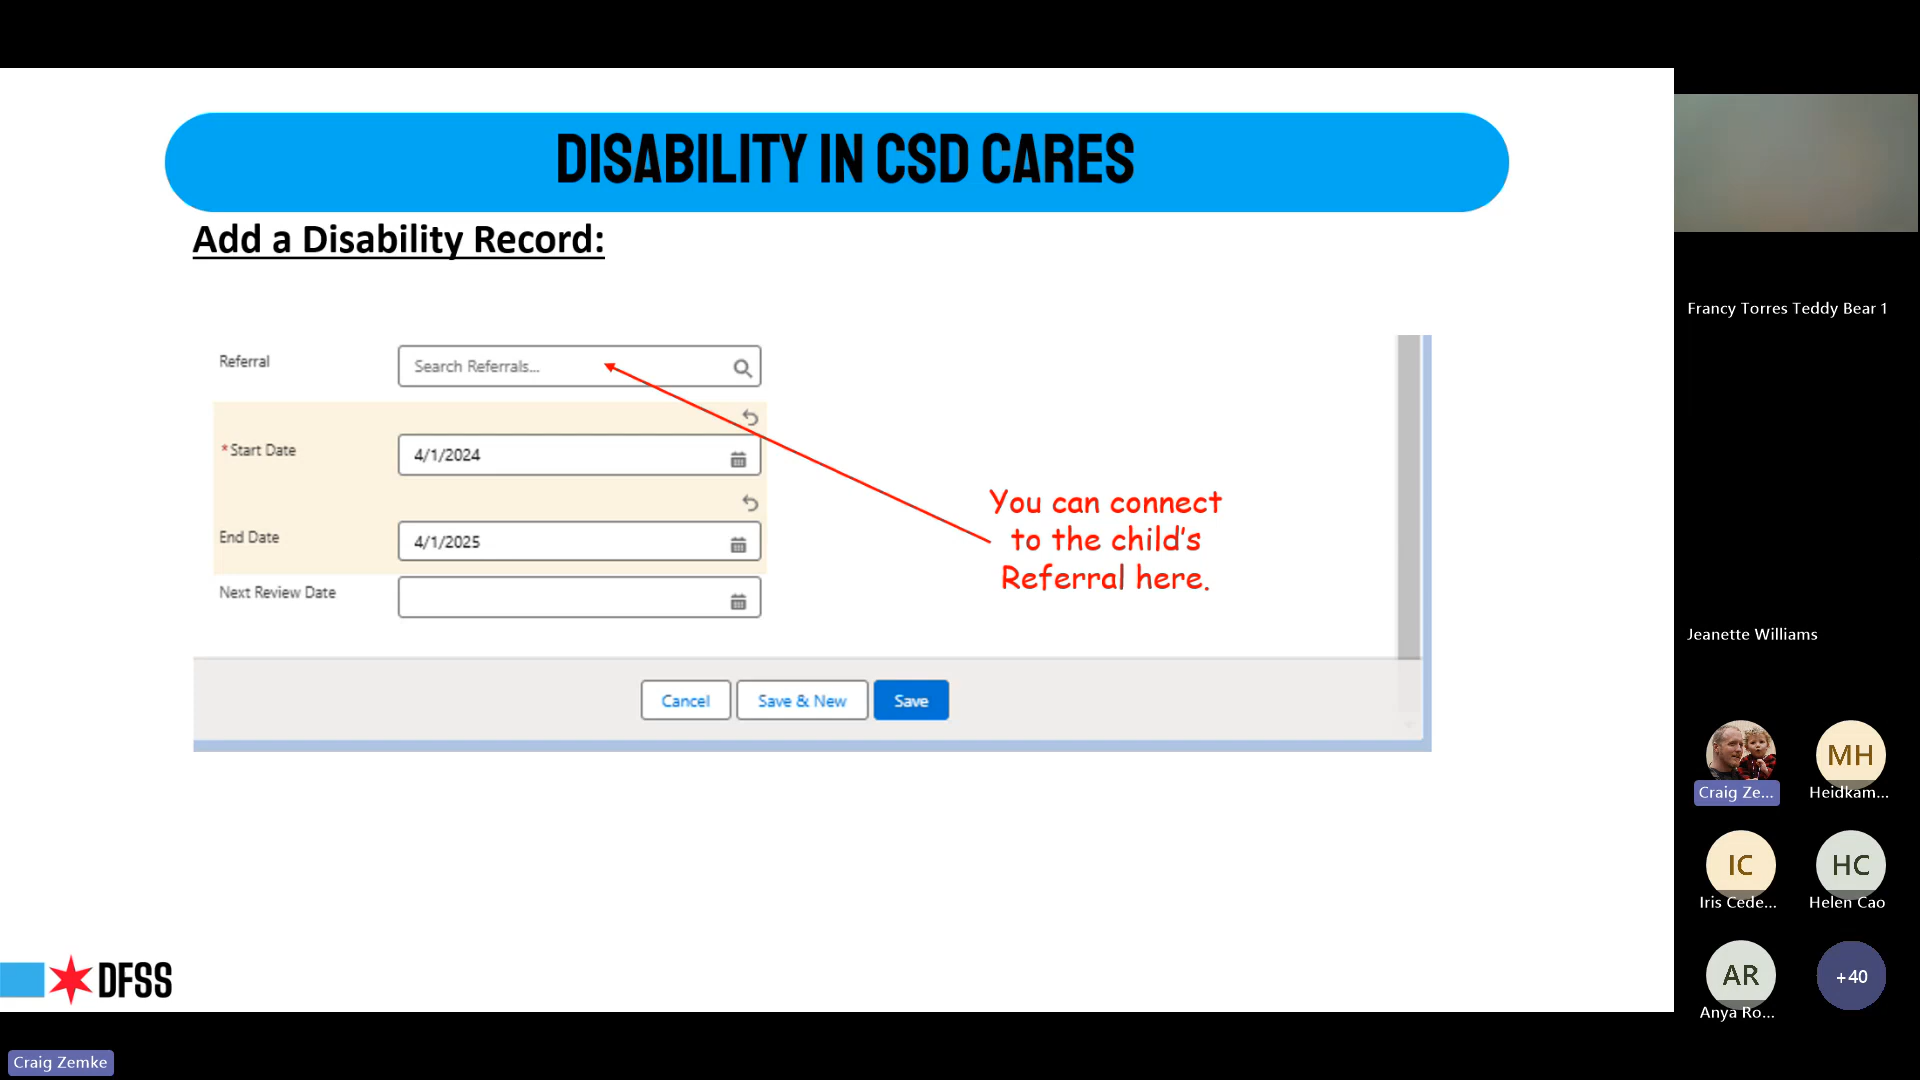 DISABILITY IN CSD CARES
Add a Disability Record:
Referral
Search Referrals...
*Start Date
4/1/2024
End Date
4/1/2025
Next Review Date
You can connect
to the child's
Referral here.
Cancel
Save & New
Save
DFSS
Craig Zemke
Francy Torres Teddy Bear 1
Jeanette Williams
Craig Ze...
MH
Heidkam...
IC
Iris Cede...
HC
Helen Cao
AR
Anya Ro...
+40